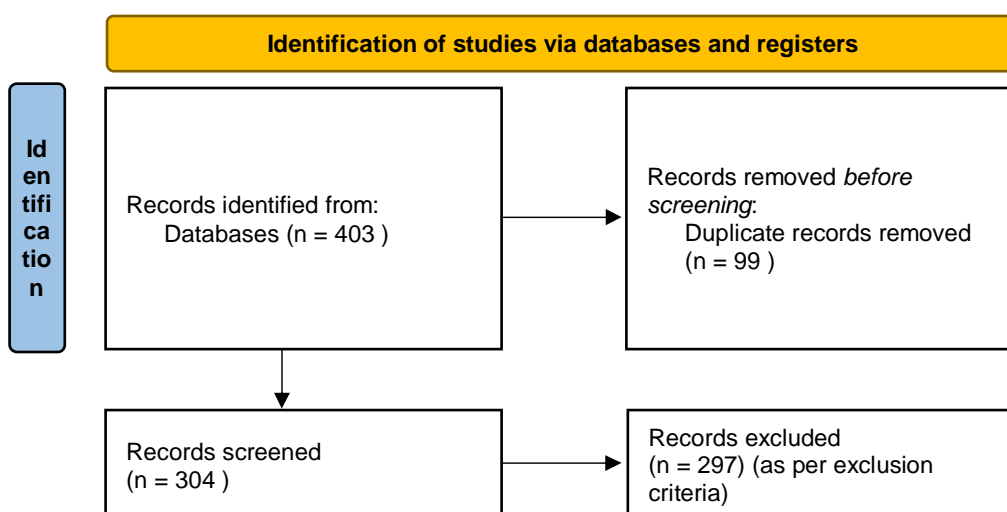 Identification of studies via databases and registers
Id
en
tifi
ca
tio
n
Records identified from:
Databases (n = 403 )
Records removed before
screening:
Duplicate records removed
(n = 99 )
Records screened
(n = 304 )
Records excluded
(n = 297) (as per exclusion
criteria)